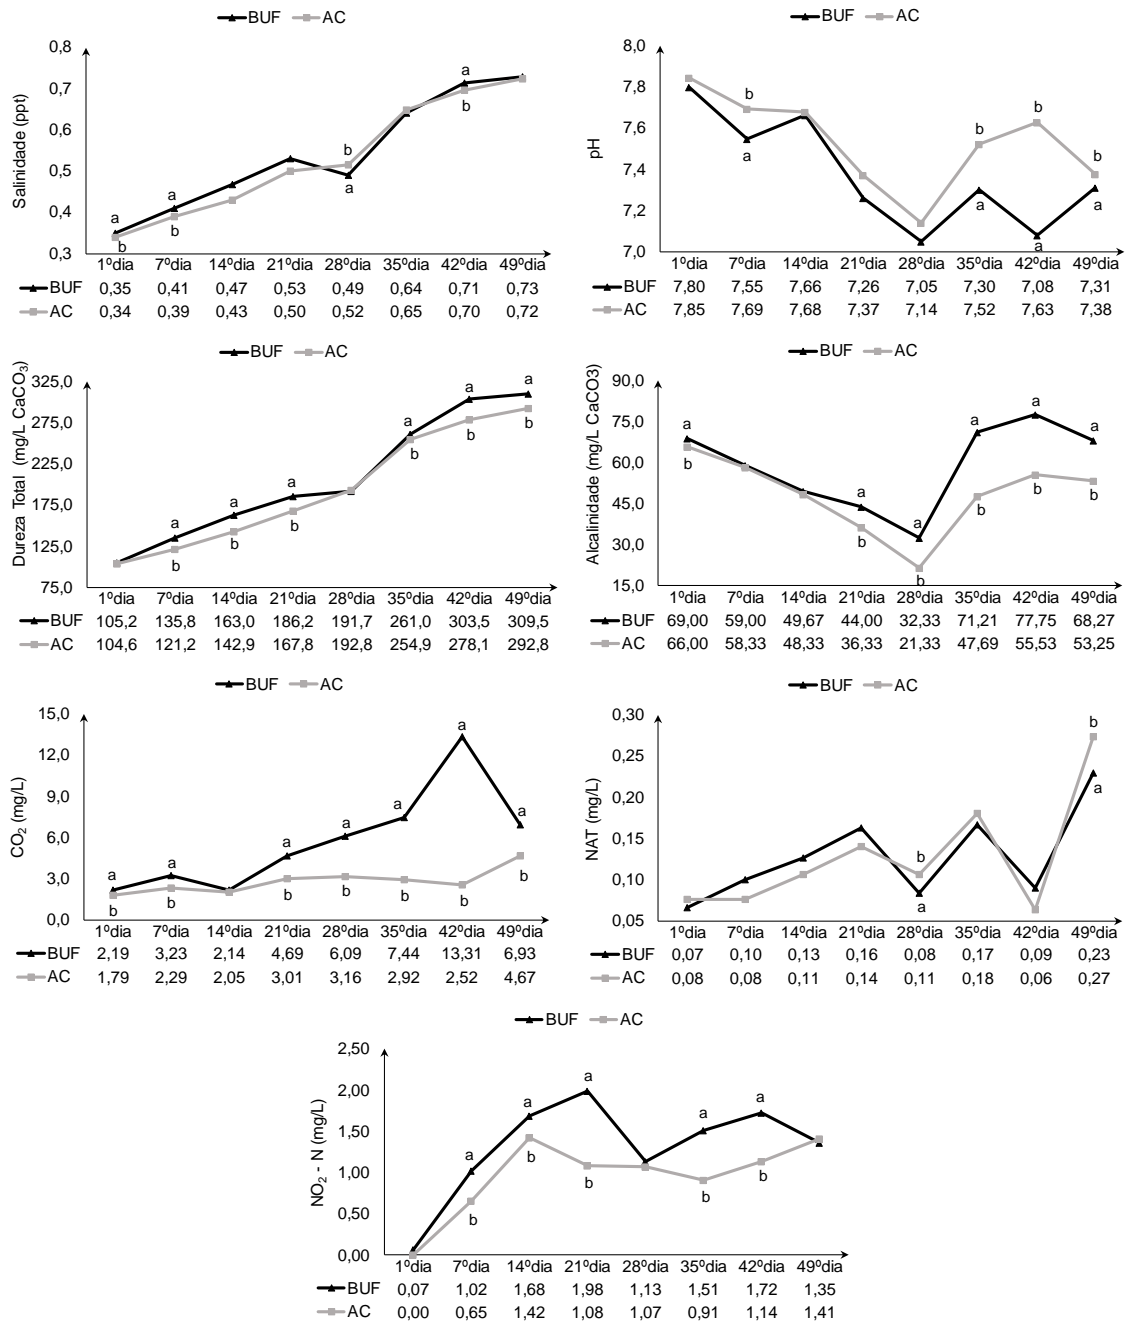 BUF AC
Salinidade (ppt)
0,8
0,7
0,6
0,5
0,4
0,3
a
b
a
b
b
a
a
b
1ºdia 7ºdia 14ºdia 21ºdia 28ºdia 35ºdia 42ºdia 49ºdia
BUF 0,35 0,41 0,47 0,53 0,49 0,64 0,71 0,73
AC 0,34 0,39 0,43 0,50 0,52 0,65 0,70 0,72
BUF AC
pH
8,0
7,8
7,6
7,4
7,2
7,0
b
a
b
a
b
a
b
a
1ºdia 7ºdia 14ºdia 21ºdia 28ºdia 35ºdia 42ºdia 49ºdia
BUF 7,80 7,55 7,66 7,26 7,05 7,30 7,08 7,31
AC 7,85 7,69 7,68 7,37 7,14 7,52 7,63 7,38
BUF AC
Dureza Total (mg/L CaCO3)
325,0
275,0
225,0
175,0
125,0
75,0
a
b
a
b
a
b
a
b
a
b
a
b
1ºdia 7ºdia 14ºdia 21ºdia 28ºdia 35ºdia 42ºdia 49ºdia
BUF 105,2 135,8 163,0 186,2 191,7 261,0 303,5 309,5
AC 104,6 121,2 142,9 167,8 192,8 254,9 278,1 292,8
BUF AC
Alcalinidade (mg/L CaCO3)
90,0
75,0
60,0
45,0
30,0
15,0
a
b
a
b
a
b
a
b
a
b
a
b
1ºdia 7ºdia 14ºdia 21ºdia 28ºdia 35ºdia 42ºdia 49ºdia
BUF 69,00 59,00 49,67 44,00 32,33 71,21 77,75 68,27
AC 66,00 58,33 48,33 36,33 21,33 47,69 55,53 53,25
BUF AC
CO2 (mg/L)
15,0
12,0
9,0
6,0
3,0
0,0
a
b
a
b
a
b
a
b
a
b
a
b
a
b
1ºdia 7ºdia 14ºdia 21ºdia 28ºdia 35ºdia 42ºdia 49ºdia
BUF 2,19 3,23 2,14 4,69 6,09 7,44 13,31 6,93
AC 1,79 2,29 2,05 3,01 3,16 2,92 2,52 4,67
BUF AC
NAT (mg/L)
0,30
0,25
0,20
0,15
0,10
0,05
b
a
b
a
1ºdia 7ºdia 14ºdia 21ºdia 28ºdia 35ºdia 42ºdia 49ºdia
BUF 0,07 0,10 0,13 0,16 0,08 0,17 0,09 0,23
AC 0,08 0,08 0,11 0,14 0,11 0,18 0,06 0,27
BUF AC
NO2 - N (mg/L)
2,50
2,00
1,50
1,00
0,50
0,00
a
b
a
b
a
b
a
b
a
b
1ºdia 7ºdia 14ºdia 21ºdia 28ºdia 35ºdia 42ºdia 49ºdia
BUF 0,07 1,02 1,68 1,98 1,13 1,51 1,72 1,35
AC 0,00 0,65 1,42 1,08 1,07 0,91 1,14 1,41